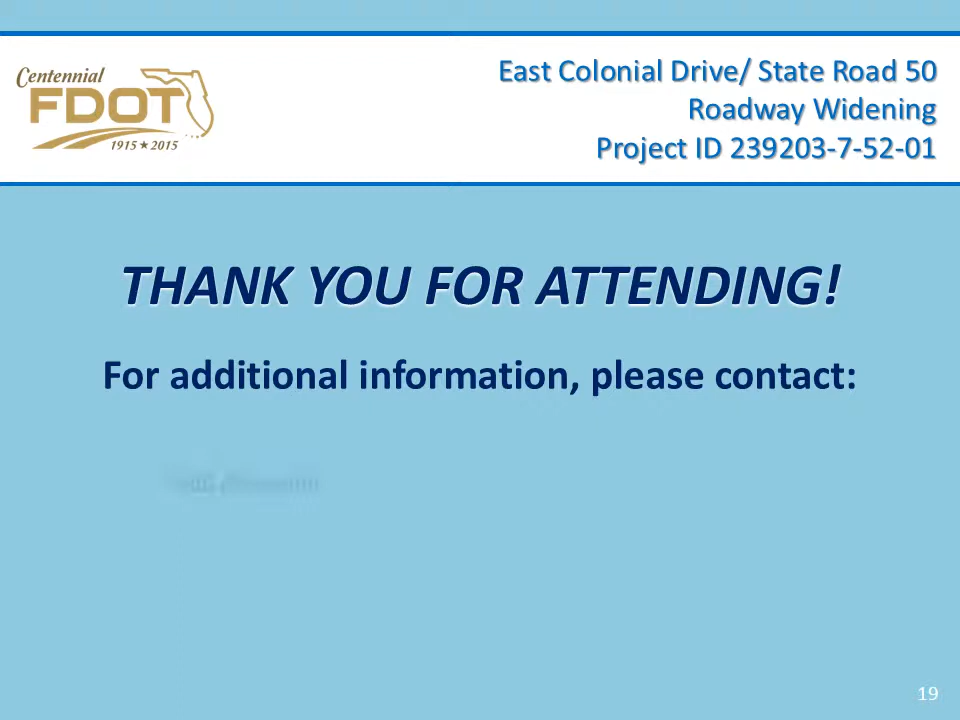 Centennial
FDOT
1915★2015
East Colonial Drive/ State Road 50
Roadway Widening
Project ID 239203-7-52-01
THANK YOU FOR ATTENDING!
For additional information, please contact:
19